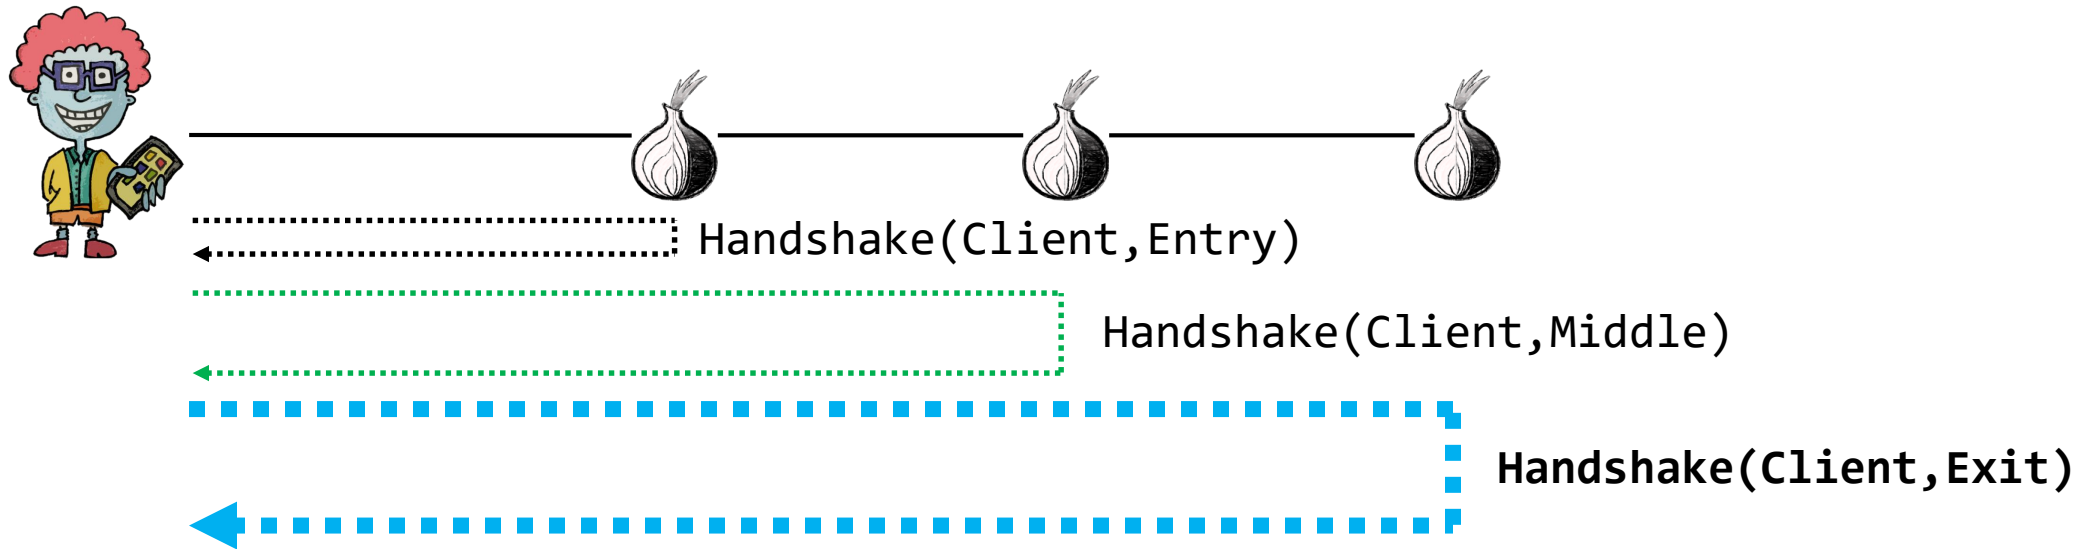 Handshake(Client,Entry)
Handshake(Client,Middle)
Handshake(Client,Exit)